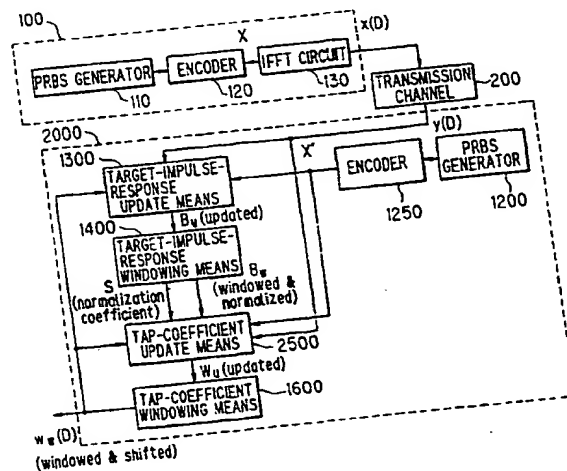 100
X
x(D)
PRBS GENERATOR
ENCODER
IFFT CIRCUIT
110
120
130
TRANSMISSION
CHANNEL
200
2000
1300
TARGET-IMPULSE-
RESPONSE
UPDATE MEANS
X'
y(D)
ENCODER
PRBS
GENERATOR
1250
1200
Bu(updated)
1400
TARGET-IMPULSE-
RESPONSE
WINDOWING MEANS
S
(normalization
coefficient)
Bw
(windowed &
normalized)
TAP-COEFFICIENT
UPDATE MEANS
2500
Wu(updated)
TAP-COEFFICIENT
WINDOWING MEANS
1600
ww(D)
(windowed & shifted)